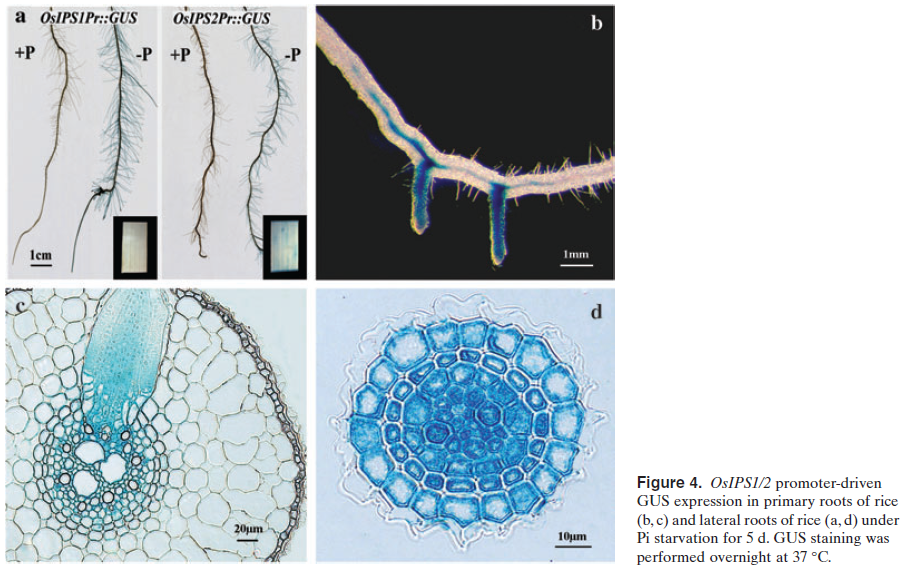 a OsIPS1Pr::GUS OsIPS2Pr::GUS
+P -P +P -P
1cm
b
1mm
c
20μm
d
10μm
Figure 4. OsIPS1/2 promoter-driven
GUS expression in primary roots of rice
(b, c) and lateral roots of rice (a, d) under
Pi starvation for 5 d. GUS staining was
performed overnight at 37 °C.